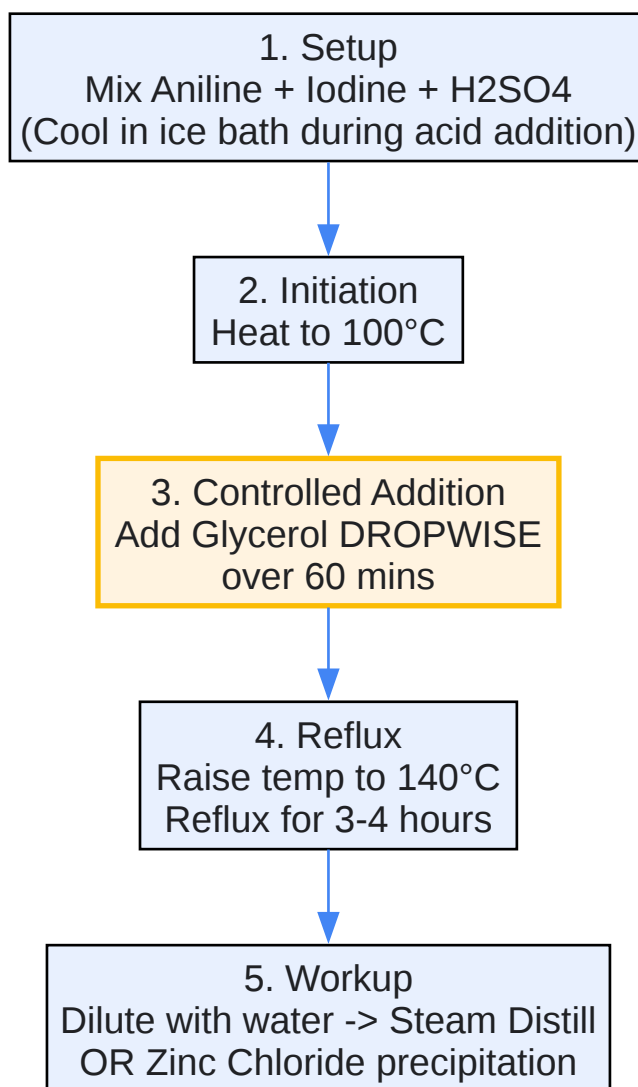 1. Setup
Mix Aniline + Iodine + H2SO4
(Cool in ice bath during acid addition)
2. Initiation
Heat to 100°C
3. Controlled Addition
Add Glycerol DROPWISE
over 60 mins
4. Reflux
Raise temp to 140°C
Reflux for 3-4 hours
5. Workup
Dilute with water -> Steam Distill
OR Zinc Chloride precipitation